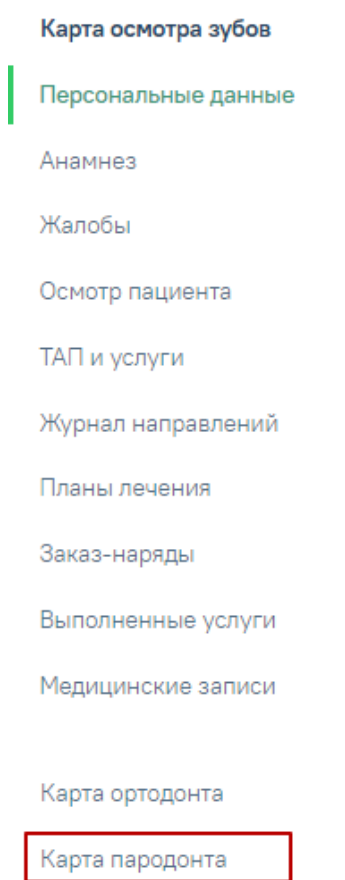 Карта осмотра зубов
Персональные данные
Анамнез
Жалобы
Осмотр пациента
ТАП и услуги
Журнал направлений
Планы лечения
Заказ-наряды
Выполненные услуги
Медицинские записи
Карта ортодонта
Карта пародонта